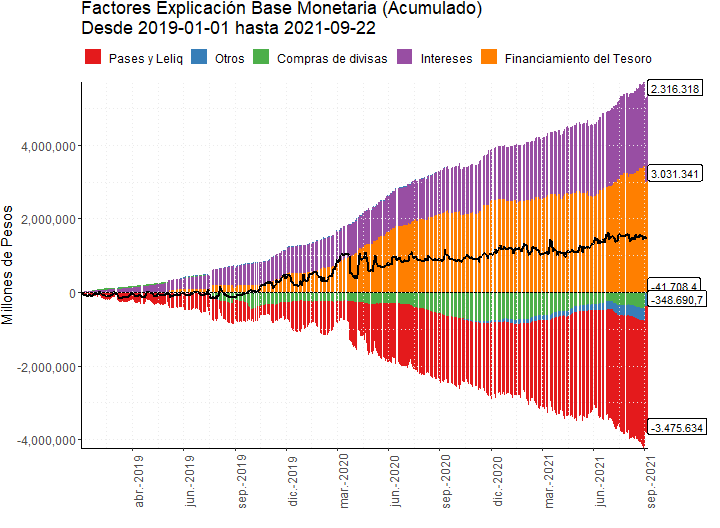 Factores Explicación Base Monetaria (Acumulado)
Desde 2019-01-01 hasta 2021-09-22
Pases y Leliq
Otros
Compras de divisas
Intereses
Financiamiento del Tesoro
Millones de Pesos
4,000,000
2,000,000
0
-2,000,000
-4,000,000
2.316.318
3.031.341
-41.708,4
-348.690,7
-3.475.634
abr.-2019
jun.-2019
sep.-2019
dic.-2019
mar.-2020
jun.-2020
sep.-2020
dic.-2020
mar.-2021
jun.-2021
sep.-2021